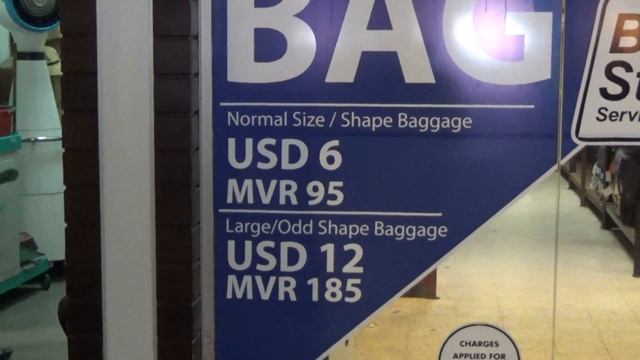 BAG
Normal Size / Shape Baggage
USD 6
MVR 95
Large/Odd Shape Baggage
USD 12
MVR 185
CHARGES
APPLIED FOR